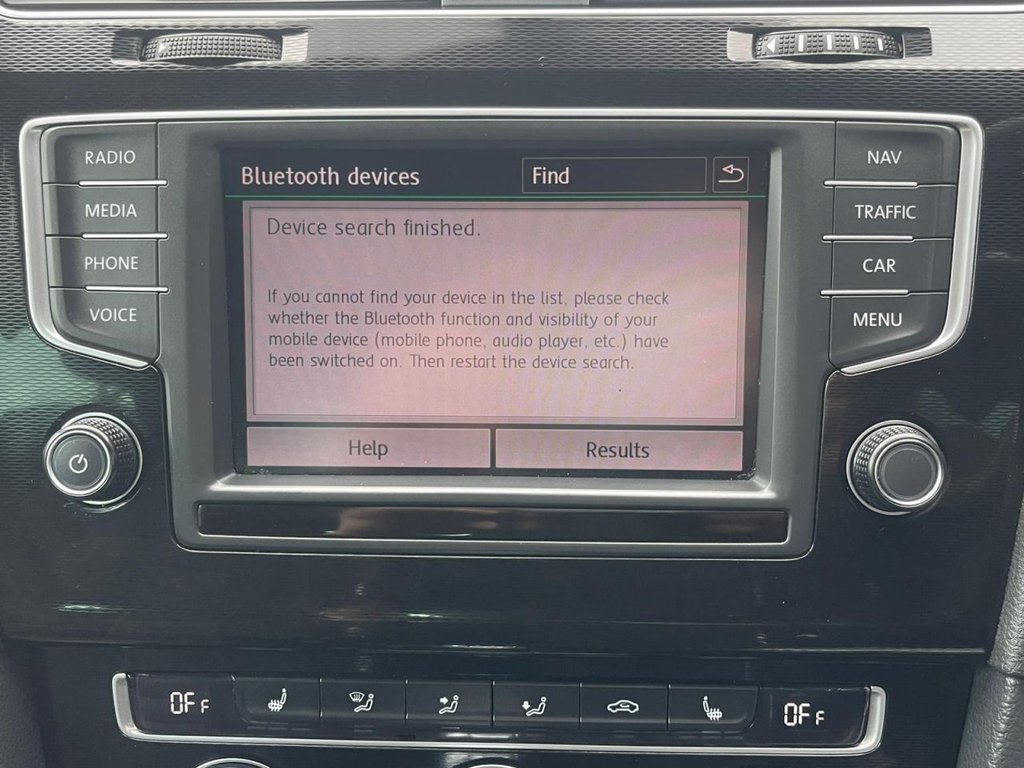 RADIO
MEDIA
PHONE
VOICE
Bluetooth devices
Find
Device search finished.
If you cannot find your device in the list, please check
whether the Bluetooth function and visibility of your
mobile device (mobile phone, audio player, etc.) have
been switched on. Then restart the device search.
Help
Results
NAV
TRAFFIC
CAR
MENU
OFF
OFF